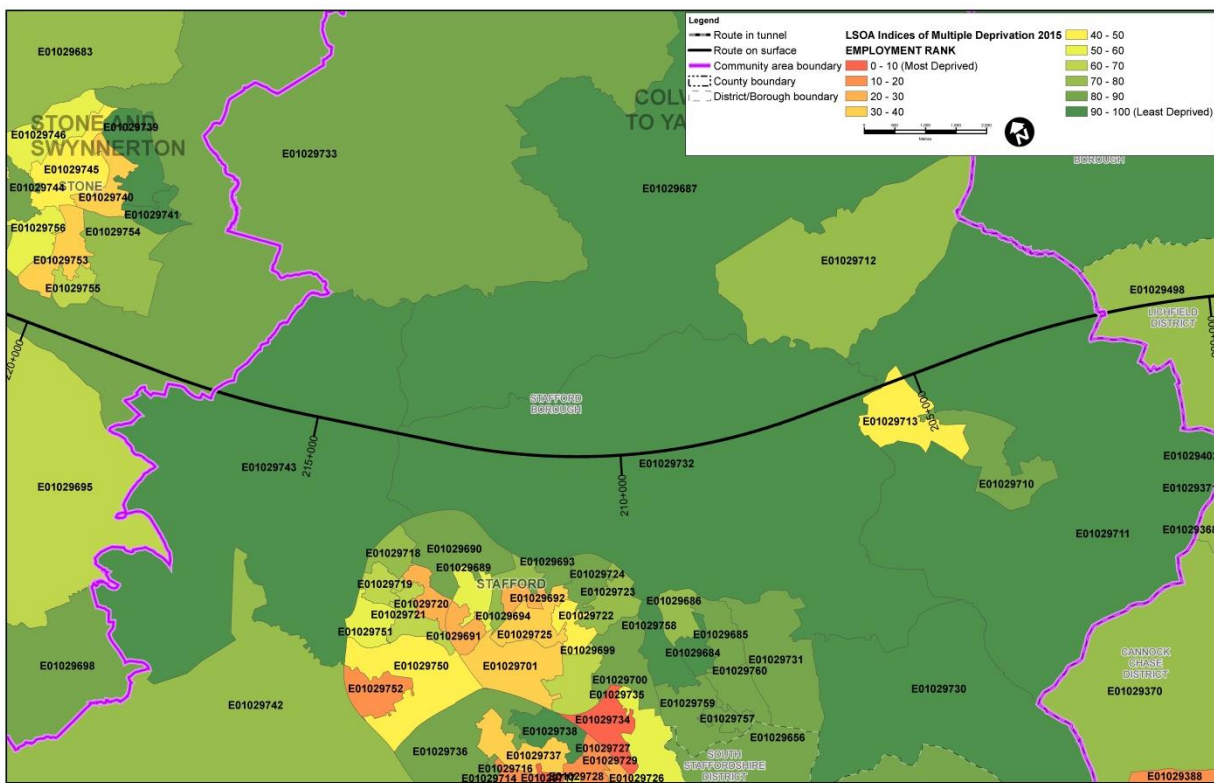 Legend
Route in tunnel
Route on surface
Community area boundary
County boundary
District/Borough boundary
LSOA Indices of Multiple Deprivation 2015
EMPLOYMENT RANK
0 - 10 (Most Deprived)
10 - 20
20 - 30
30 - 40
40 - 50
50 - 60
60 - 70
70 - 80
80 - 90
90 - 100 (Least Deprived)
N
E01029683
STONE AND
SWYNNERTON
E01029739
E01029746
E01029745
E01029744
STONE
E01029740
E01029741
E01029756
E01029754
E01029753
E01029755
E01029733
COLW
TO YA
E01029687
BOROUGH
E01029712
E01029498
LICHFIELD
DISTRICT
220+000
215+000
210+000
205+000
STAFFORD
BOROUGH
E01029713
E01029743
E01029732
E01029710
E01029695
E0102940
E0102937
E0102936
E01029711
E01029718
E01029690
E01029689
E01029693
STAFFORD
E01029724
E01029719
E01029720
E01029692
E01029723
E01029721
E01029694
E01029722
E01029686
E01029751
E01029691
E01029725
E01029758
E01029685
E01029699
E01029684
E01029750
E01029701
E01029760
E01029731
E01029698
E01029752
E01029700
E01029735
E01029730
CANNOCK
CHASE
DISTRICT
E01029370
E01029742
E01029759
E01029734
E01029757
E01029738
E01029656
E01029736
E01029737
E01029727
E01029729
SOUTH
STAFFORDSHIRE
DISTRICT
E01029716
E01029714
E01029728
E01029726
E01029388